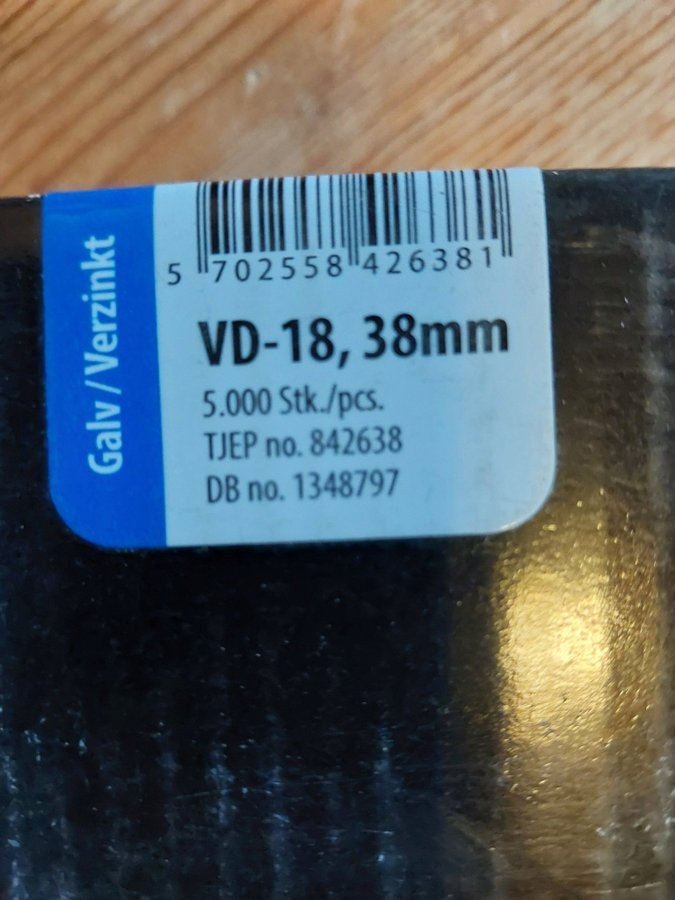 5 702558 426381
Galv / Verzinkt
VD-18, 38mm
5.000 Stk./pcs.
TJEP no. 842638
DB no. 1348797